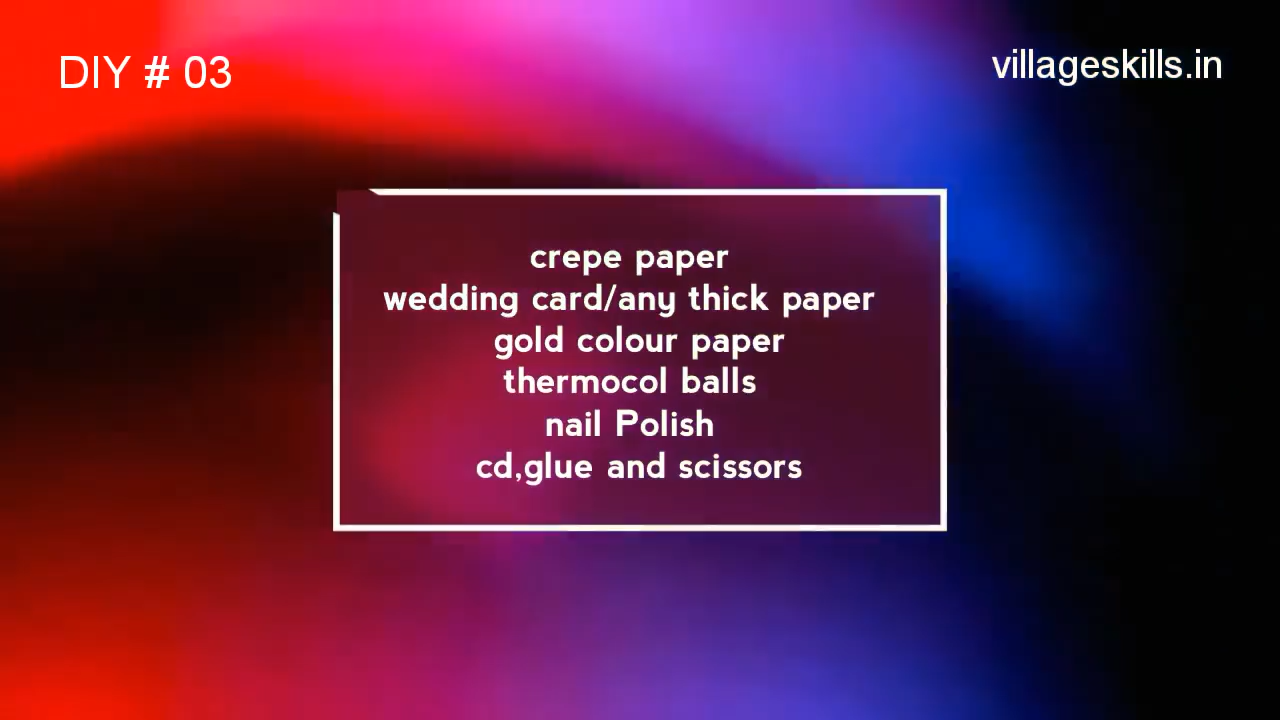 DIY # 03
villageskills.in
crepe paper
wedding card/any thick paper
gold colour paper
thermocol balls
nail Polish
cd,glue and scissors